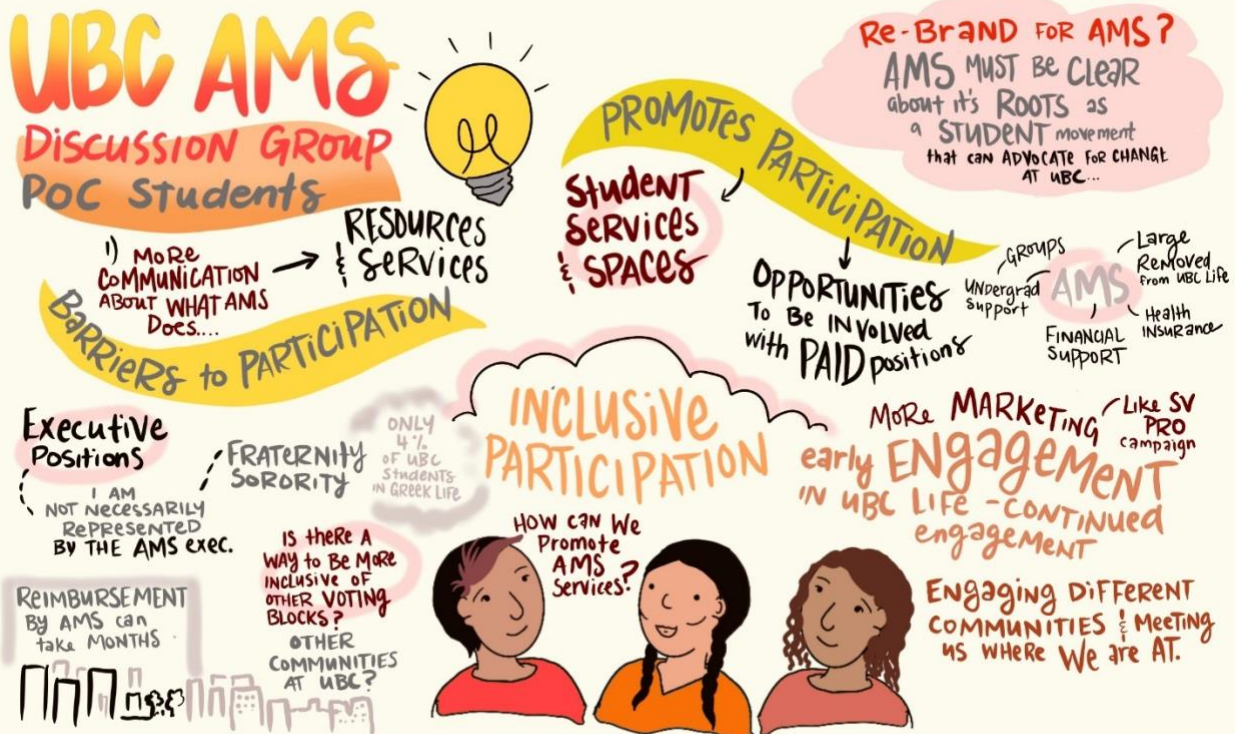 UBC AMS
DISCUSSION GROUP
POC STUDENTS
1) MORE
COMMUNICATION
ABOUT WHAT AMS
DOES....
RESOURCES
& SERVICES
BARRIERS to PARTICIPATION
Executive
POSITIONS
I AM
NOT NECESSARILY
REPRESENTED
BY THE AMS exec.
FRATERNITY
SORORITY
ONLY
4%
OF UBC
STUDENTS
IN GREEK LIFE
IS there A
WAY to BE MORE
INCLUSIVE OF
OTHER VOTING
BLOCKS?
OTHER
COMMUNITIES
AT UBC?
REIMBURSEMENT
BY AMS can
take MONTHS
PROMOTES PARTICIPATION
Student
Services
& SPACES
OPPORTUNITIES
To Be INVOLVED
with PAID positions
INCLUSIVE
PARTICIPATION
HOW CAN WE
Promote
AMS
Services?
Re-BranD FOR AMS?
AMS MUST BE CLEAR
about it's ROOTS as
a STUDENT movement
that can ADVOCATE FOR CHANGE
AT UBC...
GROUPS
UNDergrad
Support
AMS
Large
Removed
from UBC Life
Health
INSURance
FINANCIAL
SUPPORT
MORE MARKETING
Like SV
PRO
campaign
early ENgageMENT
IN UBC LIFE - CONTINUED
engagement
Engaging DIFFERENT
COMMUNITIES & MEETING
US WHERE We are AT.